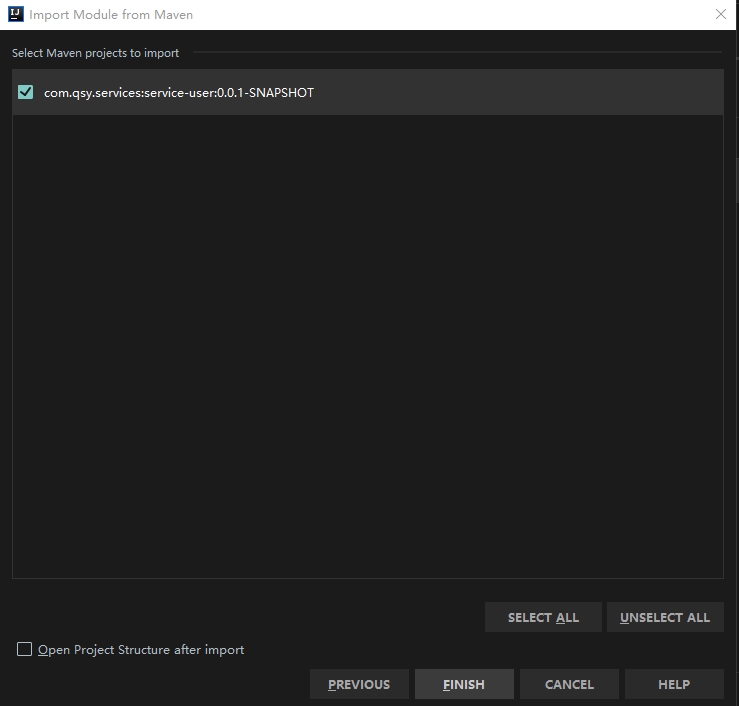 IJ
Import Module from Maven
Select Maven projects to import
com.qsy.services:service-user:0.0.1-SNAPSHOT
SELECT ALL UNSELECT ALL
Open Project Structure after import
PREVIOUS FINISH CANCEL HELP